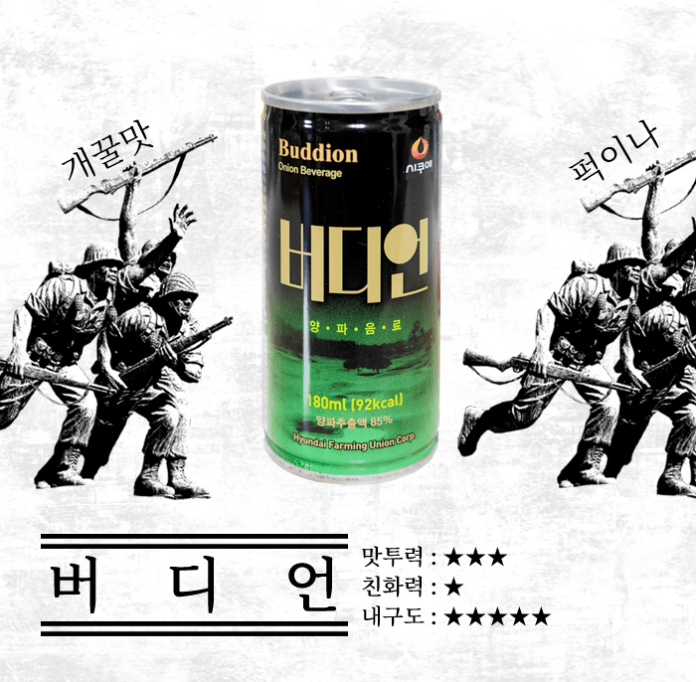 개꿀맛
퍽이나
Buddion
Onion Beverage
시쿠애
버디언
양•파•음•료
180ml (92kcal)
양파추출액 85%
Hyundai Farming Union Corp.
버 디 언
맛투력 : ★★★
친화력 : ★
내구도 : ★★★★★